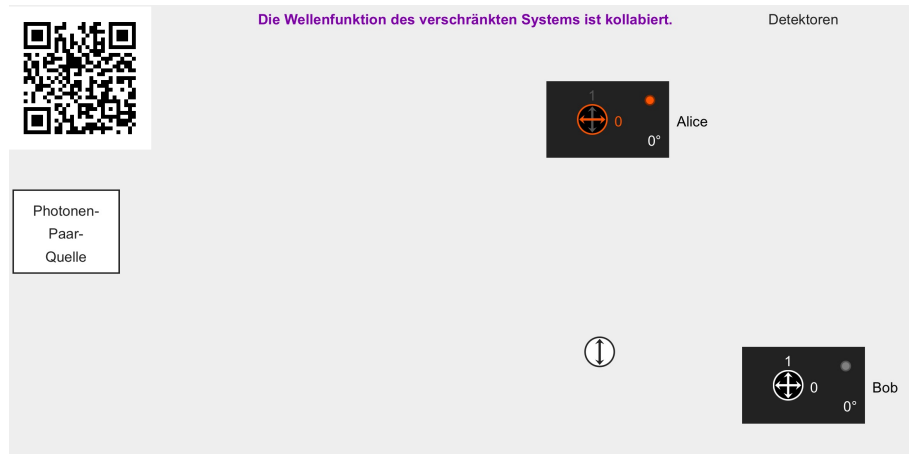 Die Wellenfunktion des verschränkten Systems ist kollabiert.
Detektoren
1
0
0°
Alice
Photonen-
Paar-
Quelle
1
0
0°
Bob